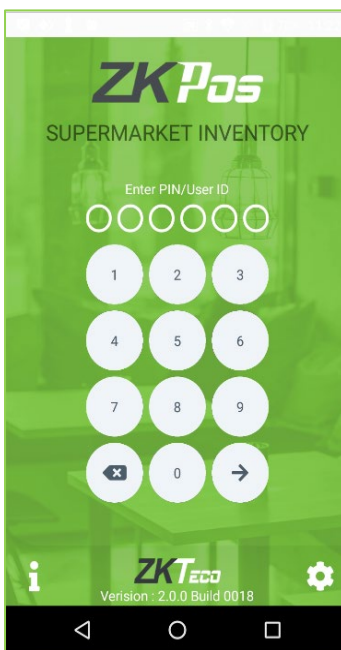 ZKPos
SUPERMARKET INVENTORY
Enter PIN/User ID
1 2 3
4 5 6
7 8 9
0
i
ZKTeco
Verision : 2.0.0 Build 0018